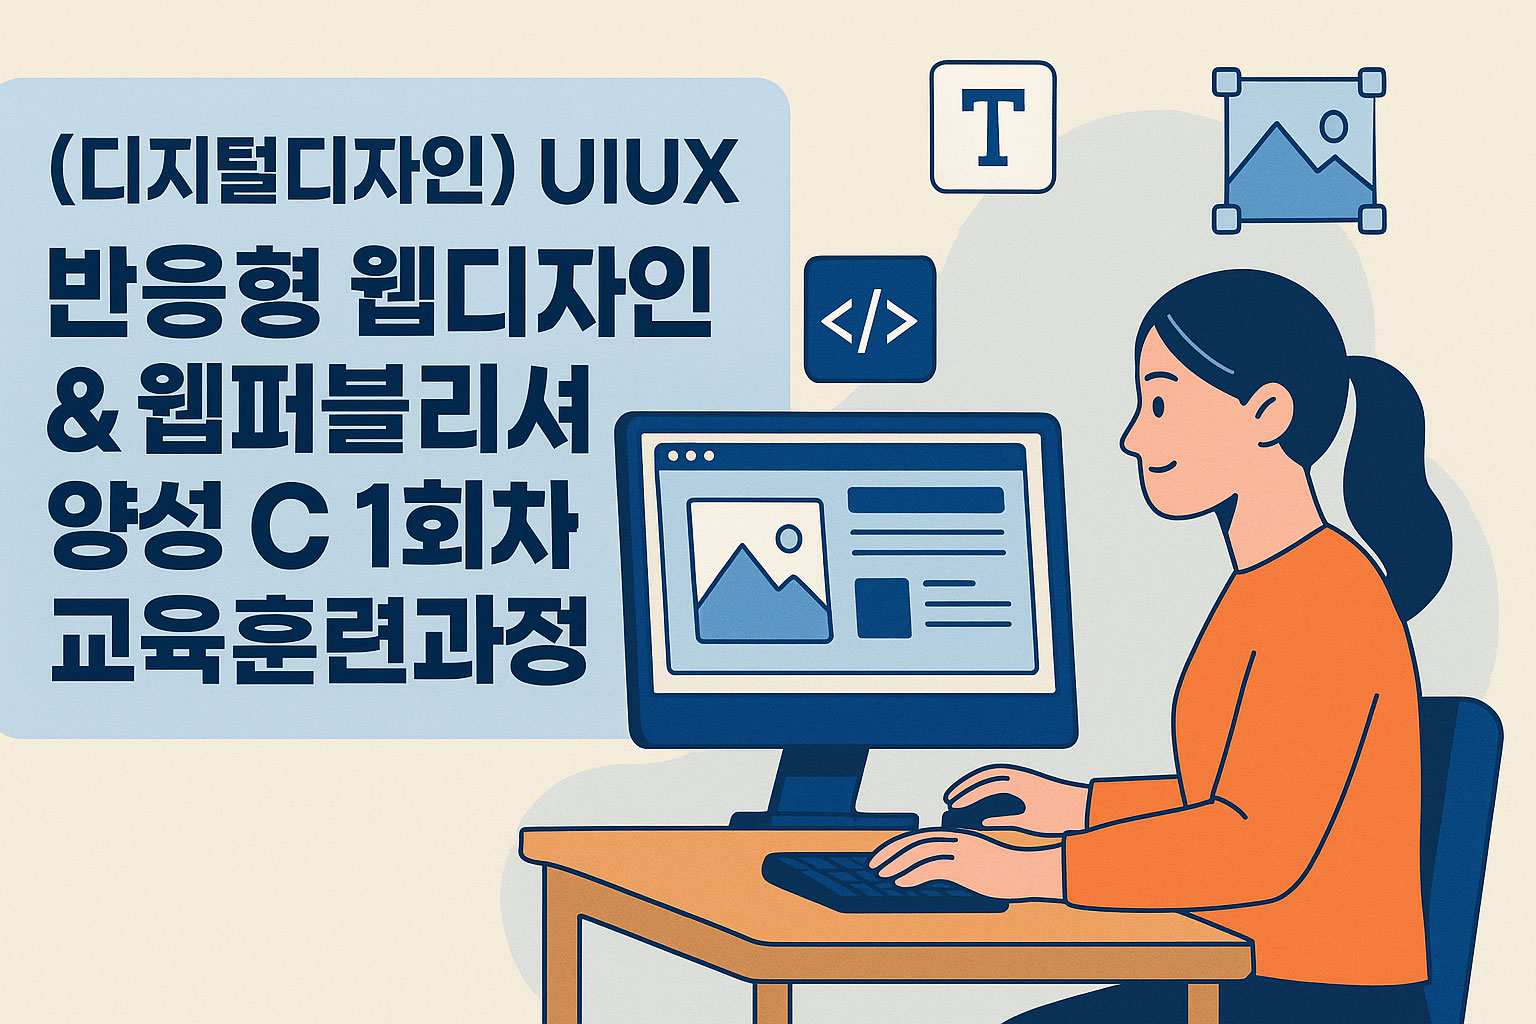 (디지털디자인) UIUX
반응형 웹디자인
& 웹퍼블리셔
양성 C 1회차
교육훈련과정
T
</>